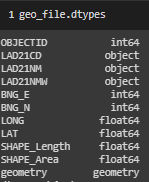 1 geo_file.dtypes
OBJECTID int64
LAD21CD object
LAD21NM object
LAD21NMW object
BNG_E int64
BNG_N int64
LONG float64
LAT float64
SHAPE_Length float64
SHAPE_Area float64
geometry geometry